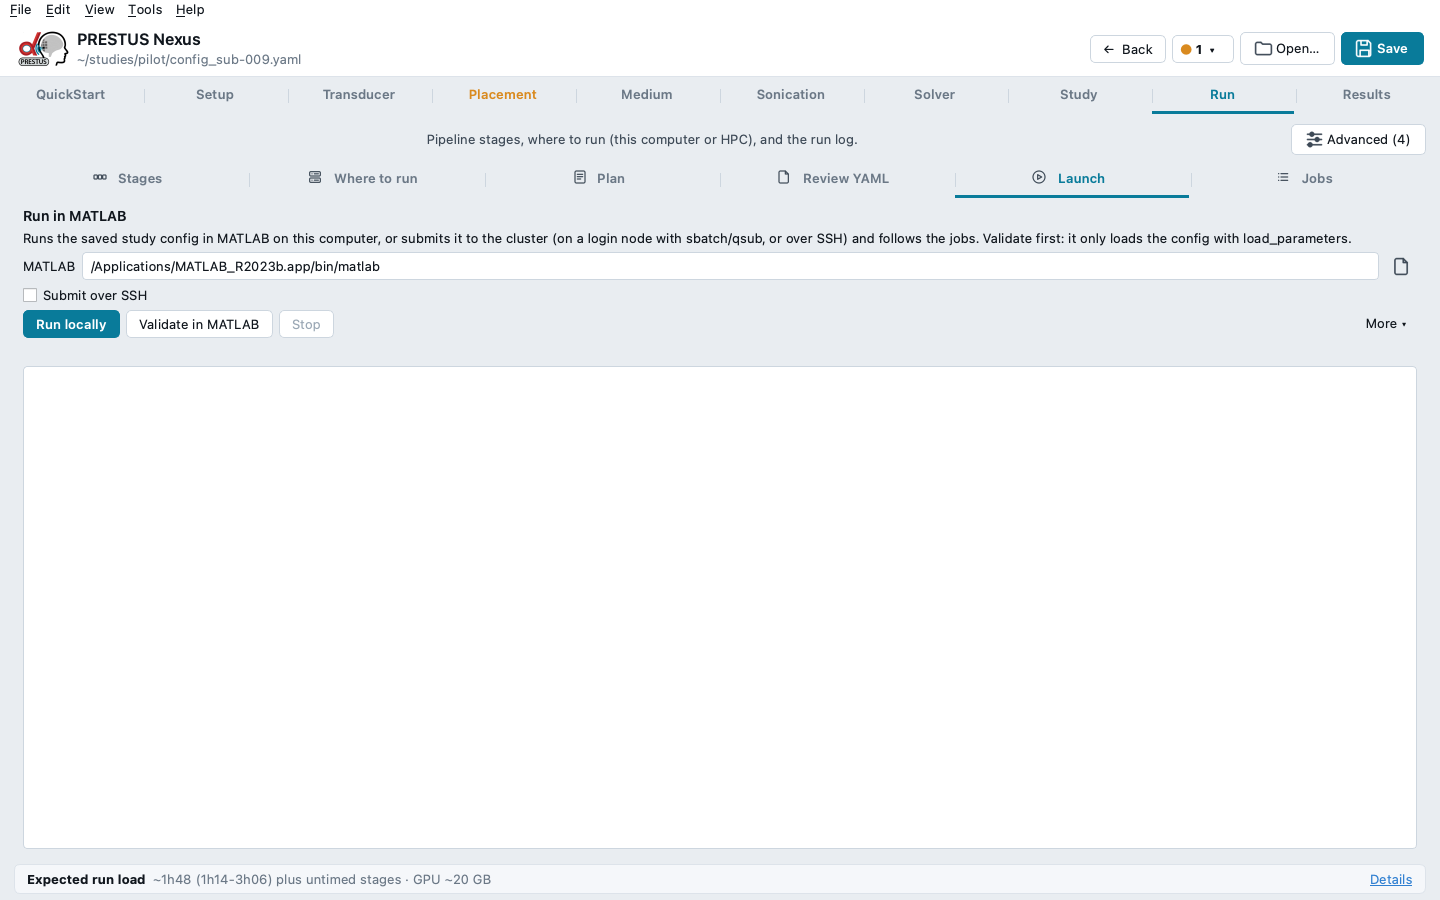 File Edit View Tools Help
PRESTUS Nexus
~/studies/pilot/config_sub-009.yaml
PRESTUS
← Back
1
Open...
Save
QuickStart
Setup
Transducer
Placement
Medium
Sonication
Solver
Study
Run
Results
Pipeline stages, where to run (this computer or HPC), and the run log.
Advanced (4)
Stages
Where to run
Plan
Review YAML
Launch
Jobs
Run in MATLAB
Runs the saved study config in MATLAB on this computer, or submits it to the cluster (on a login node with sbatch/qsub, or over SSH) and follows the jobs. Validate first: it only loads the config with load_parameters.
MATLAB /Applications/MATLAB_R2023b.app/bin/matlab
Submit over SSH
Run locally
Validate in MATLAB
Stop
More
Expected run load ~1h48 (1h14-3h06) plus untimed stages · GPU ~20 GB
Details